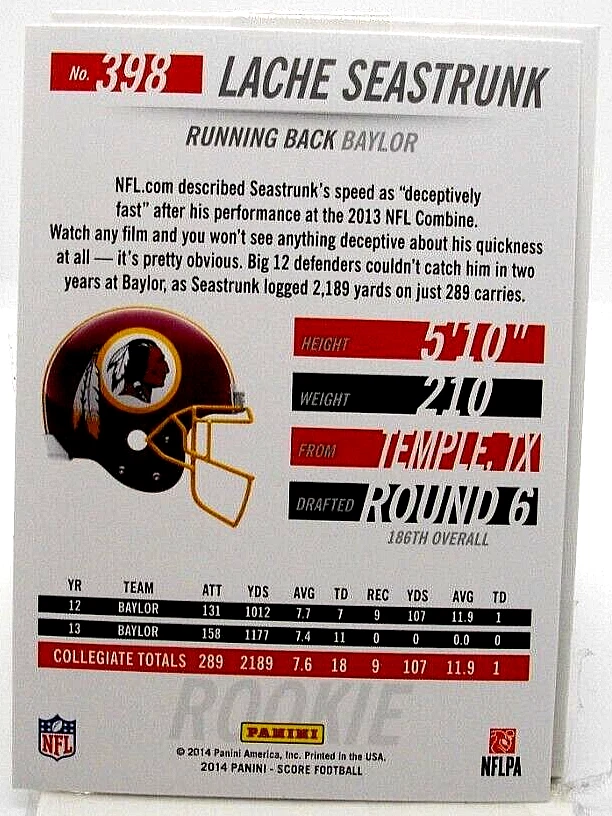 No. 398 LACHE SEASTRUNK
RUNNING BACK BAYLOR
NFL.com described Seastrunk's speed as "deceptively
fast" after his performance at the 2013 NFL Combine.
Watch any film and you won't see anything deceptive about his quickness
at all — it's pretty obvious. Big 12 defenders couldn't catch him in two
years at Baylor, as Seastrunk logged 2,189 yards on just 289 carries.
HEIGHT 5'10"
WEIGHT 210
FROM TEMPLE, TX
DRAFTED ROUND 6
186TH OVERALL
YR TEAM ATT YDS AVG TD REC YDS AVG TD
12 BAYLOR 131 1012 7.7 7 9 107 11.9 1
13 BAYLOR 158 1177 7.4 11 0 0 0.0 0
COLLEGIATE TOTALS 289 2189 7.6 18 9 107 11.9 1
ROOKIE
PANINI
© 2014 Panini America, Inc. Printed in the USA.
2014 PANINI - SCORE FOOTBALL
NFL
NFLPA